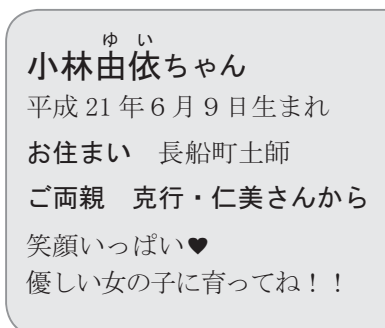 ゆ い
小林由依ちゃん
平成 21 年 6 月 9 日生まれ
お住まい　長船町土師
ご両親　克行・仁美さんから
笑顔いっぱい♥
優しい女の子に育ってね！！